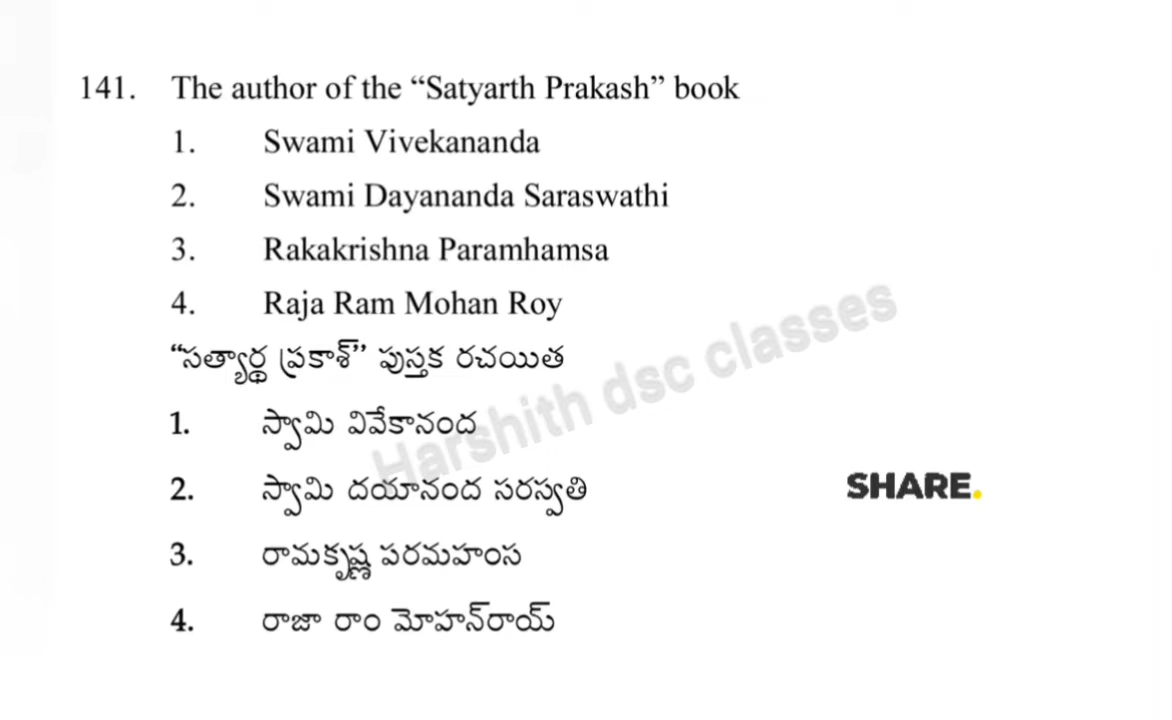 141. The author of the “Satyarth Prakash” book
1. Swami Vivekananda
2. Swami Dayananda Saraswathi
3. Rakakrishna Paramhamsa
4. Raja Ram Mohan Roy
“సత్యార్థ ప్రకాశ్” పుస్తక రచయిత
1. స్వామి వివేకానంద
2. స్వామి దయానంద సరస్వతి
3. రామకృష్ణ పరమహంస
4. రాజా రాం మోహన్‌రాయ్
Harshith dsc classes
SHARE.